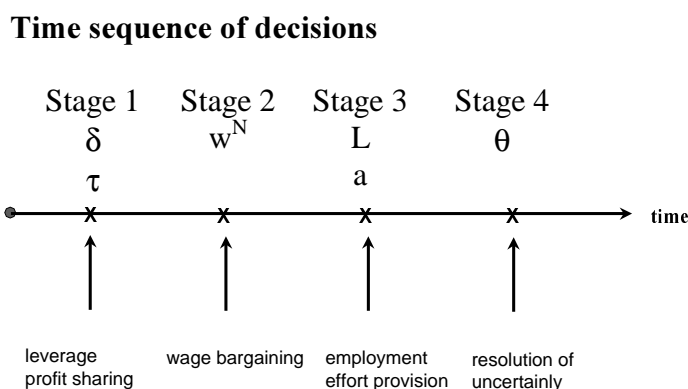 Time sequence of decisions
Stage 1 Stage 2 Stage 3 Stage 4
δ w^N L θ
τ a
x x x x time
leverage wage bargaining employment resolution of
profit sharing effort provision uncertainly